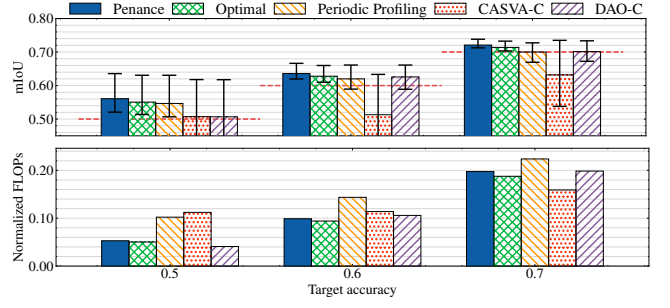 Penance Optimal Periodic Profiling CASVA-C DAO-C
mIoU
0.80
0.70
0.60
0.50
Normalized FLOPs
0.20
0.10
0.00
0.5 0.6 0.7
Target accuracy